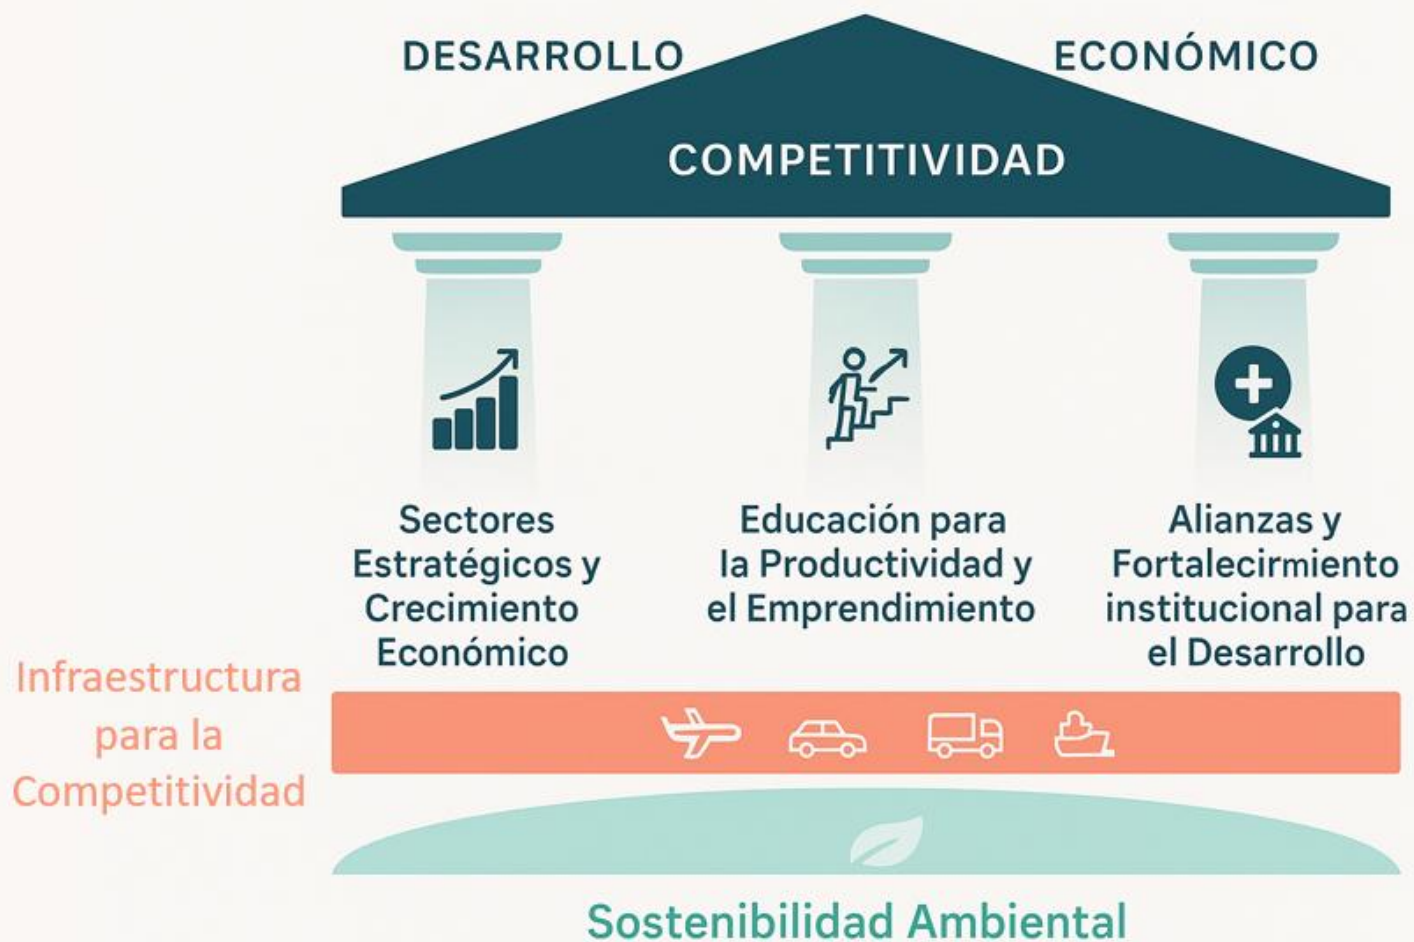 DESARROLLO ECONÓMICO
COMPETITIVIDAD
Sectores
Estratégicos y
Crecimiento
Económico
Educación para
la Productividad y
el Emprendimiento
Alianzas y
Fortalecirmiento
institucional para
el Desarrollo
Infraestructura
para la
Competitividad
Sostenibilidad Ambiental